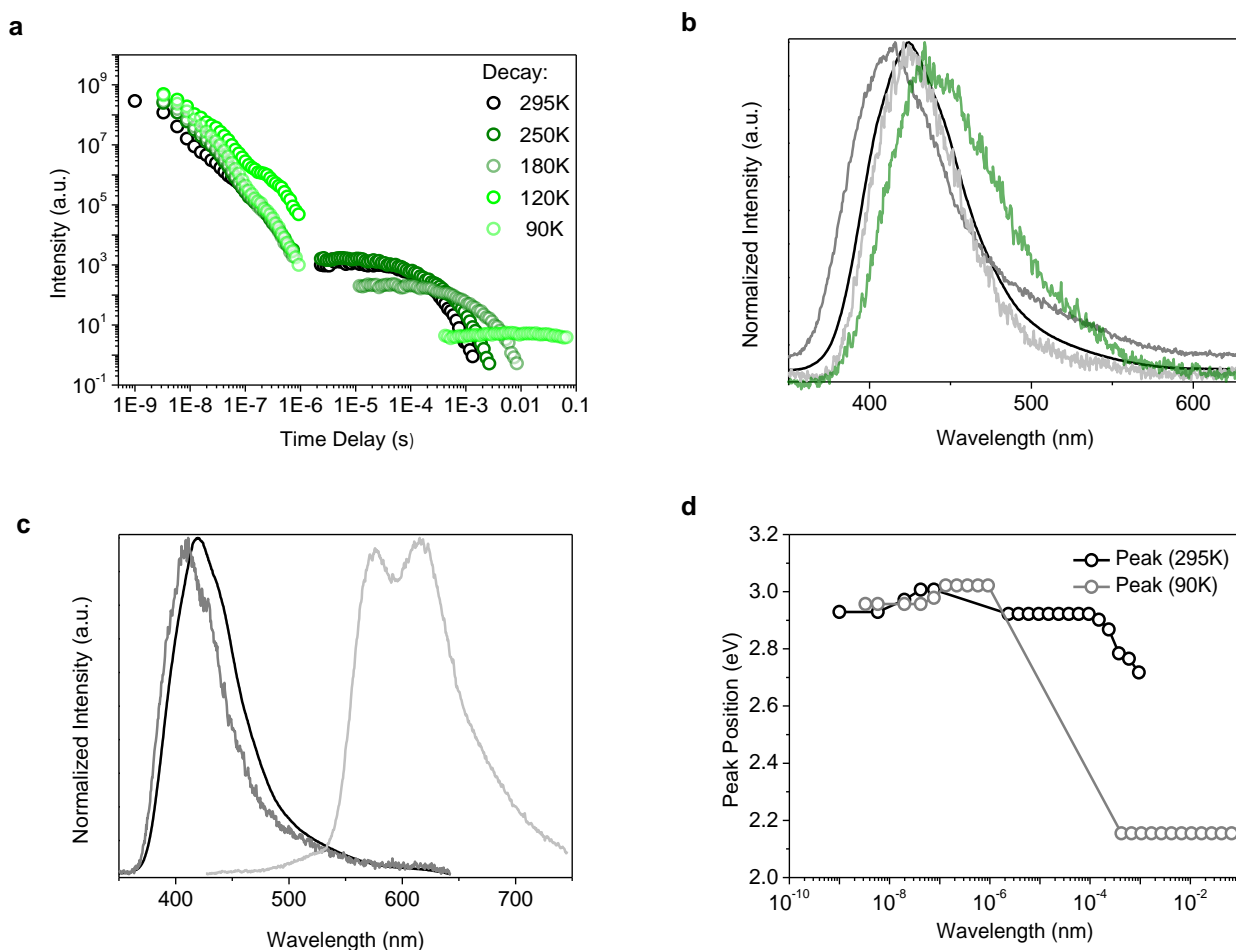 a
10^9
10^7
10^5
10^3
10^1
10^-1
Intensity (a.u.)
1E-9 1E-8 1E-7 1E-6 1E-5 1E-4 1E-3 0.01 0.1
Time Delay (s)
Decay:
295K
250K
180K
120K
90K
b
Normalized Intensity (a.u.)
400 500 600
Wavelength (nm)
c
Normalized Intensity (a.u.)
400 500 600 700
Wavelength (nm)
d
3.2
3.0
2.8
2.6
2.4
2.2
2.0
Peak Position (eV)
Peak (295K)
Peak (90K)
10^-10 10^-8 10^-6 10^-4 10^-2
Wavelength (nm)